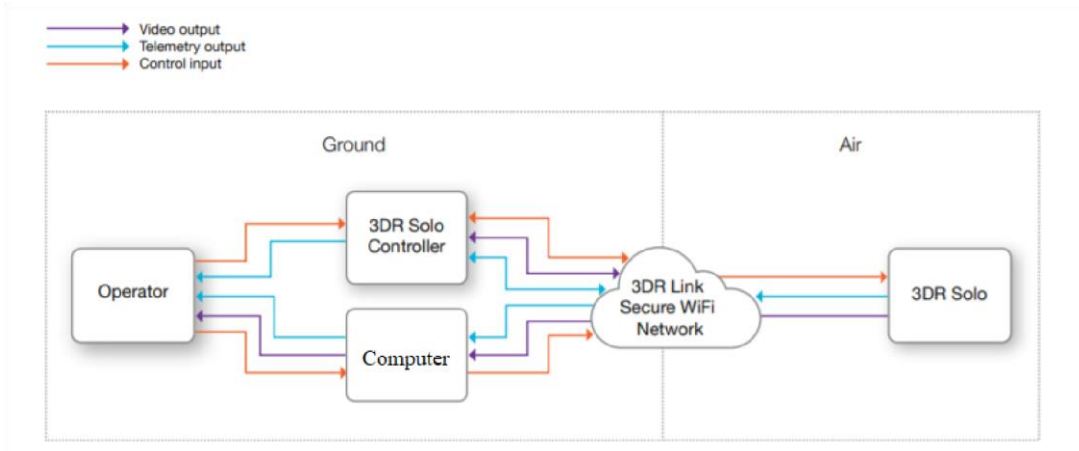 Video output
Telemetry output
Control input
Ground
Air
3DR Solo
Controller
Operator
3DR Link
Secure WiFi
Network
3DR Solo
Computer